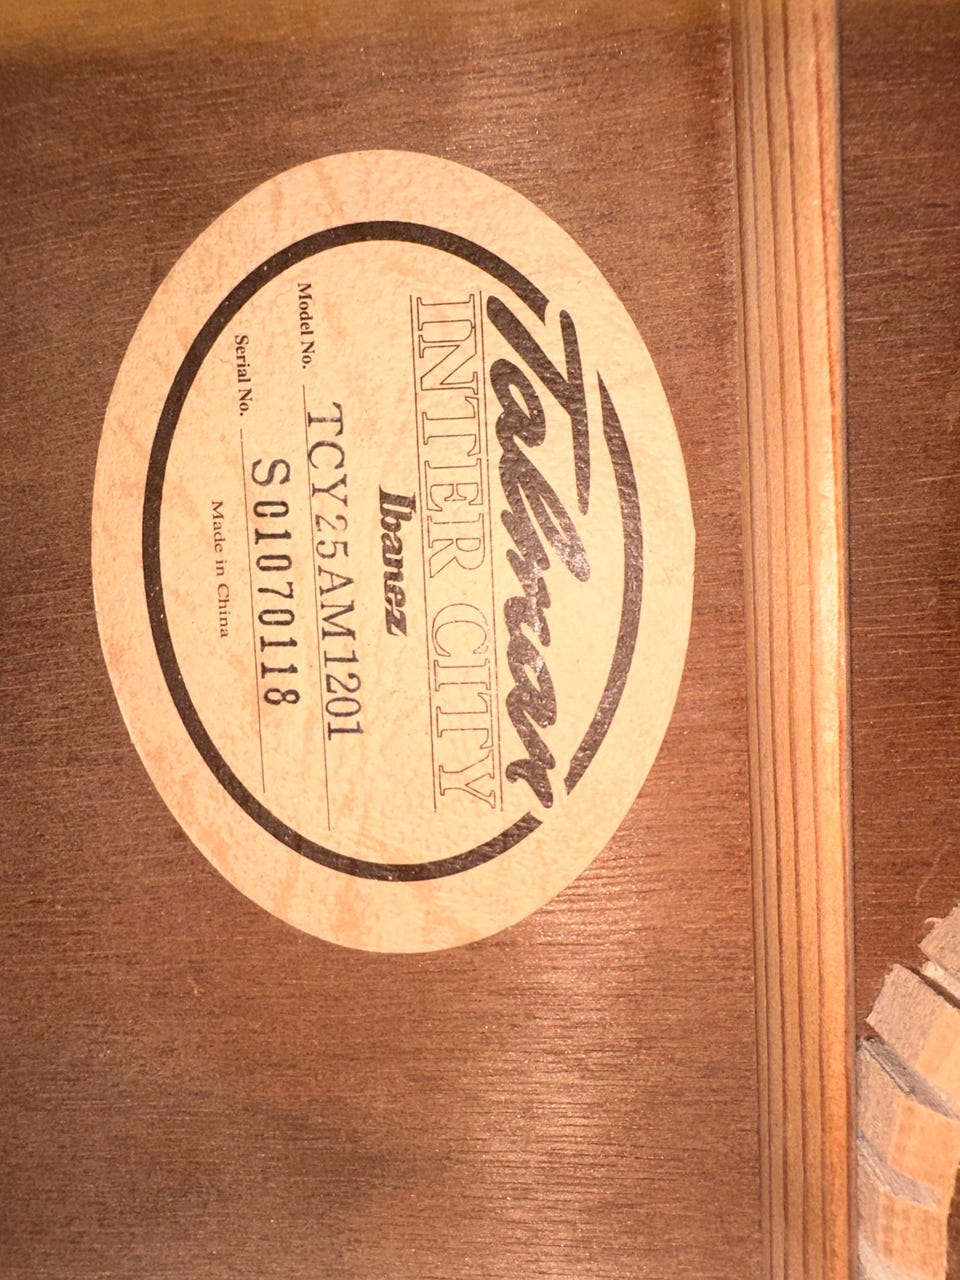 Talman
INTER CITY
Ibanez
Model No. TCY25AM1201
Serial No. S01070118
Made in China